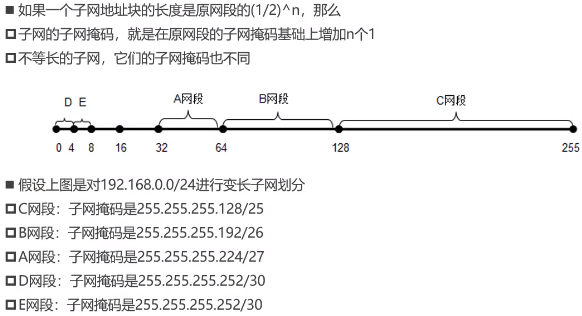 如果一个子网地址块的长度是原网段的(1/2)^n，那么
子网的子网掩码，就是在原网段的子网掩码基础上增加n个1
不等长的子网，它们的子网掩码也不同
D E A网段 B网段 C网段
0 4 8 16 32 64 128 255
假设上图是对192.168.0.0/24进行变长子网划分
C网段：子网掩码是255.255.255.128/25
B网段：子网掩码是255.255.255.192/26
A网段：子网掩码是255.255.255.224/27
D网段：子网掩码是255.255.255.252/30
E网段：子网掩码是255.255.255.252/30